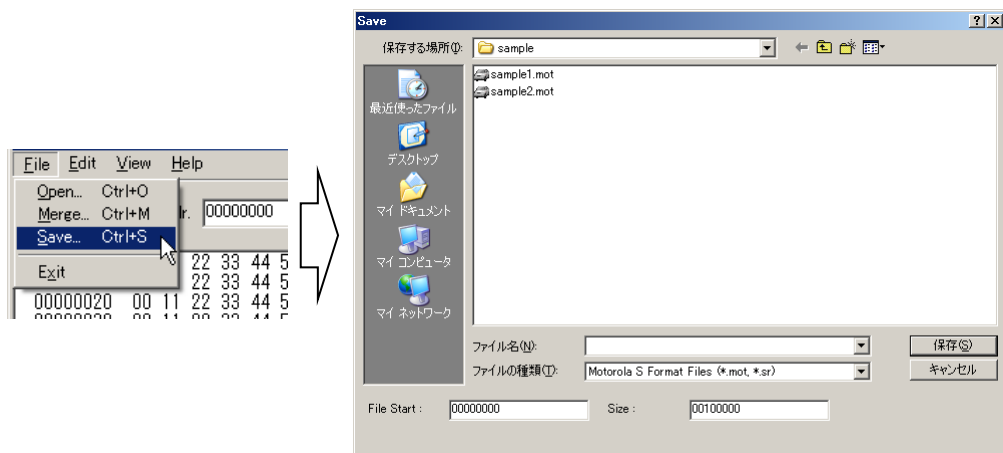 File Edit View Help
Open... Ctrl+O
Merge... Ctrl+M
Save... Ctrl+S
Exit
r. 00000000
22 33 44 5
22 33 44 5
00000020 00 11 22 33 44 5
Save
保存する場所(I): sample
最近使ったファイル
デスクトップ
マイ ドキュメント
マイ コンピュータ
マイ ネットワーク
sample1.mot
sample2.mot
ファイル名(N): 保存(S)
ファイルの種類(T): Motorola S Format Files (*.mot, *.sr) キャンセル
File Start : 00000000 Size : 00100000